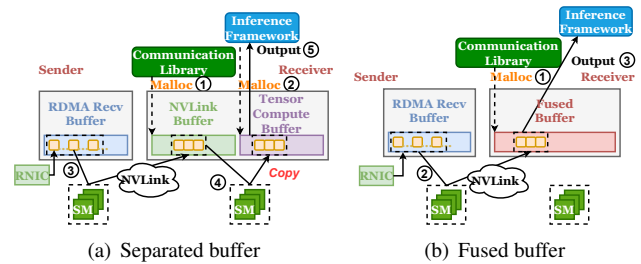 Inference
Framework
Communication
Library
Output ⑤
Sender
Malloc ①
Malloc ②
Receiver
RDMA Recv
Buffer
NVLink
Buffer
Tensor
Compute
Buffer
RNIC
③
NVLink
④
Copy
SM
SM
(a) Separated buffer
Inference
Framework
Communication
Library
Output ③
Sender
Malloc ①
Receiver
RDMA Recv
Buffer
Fused
Buffer
RNIC
②
NVLink
SM
SM
(b) Fused buffer